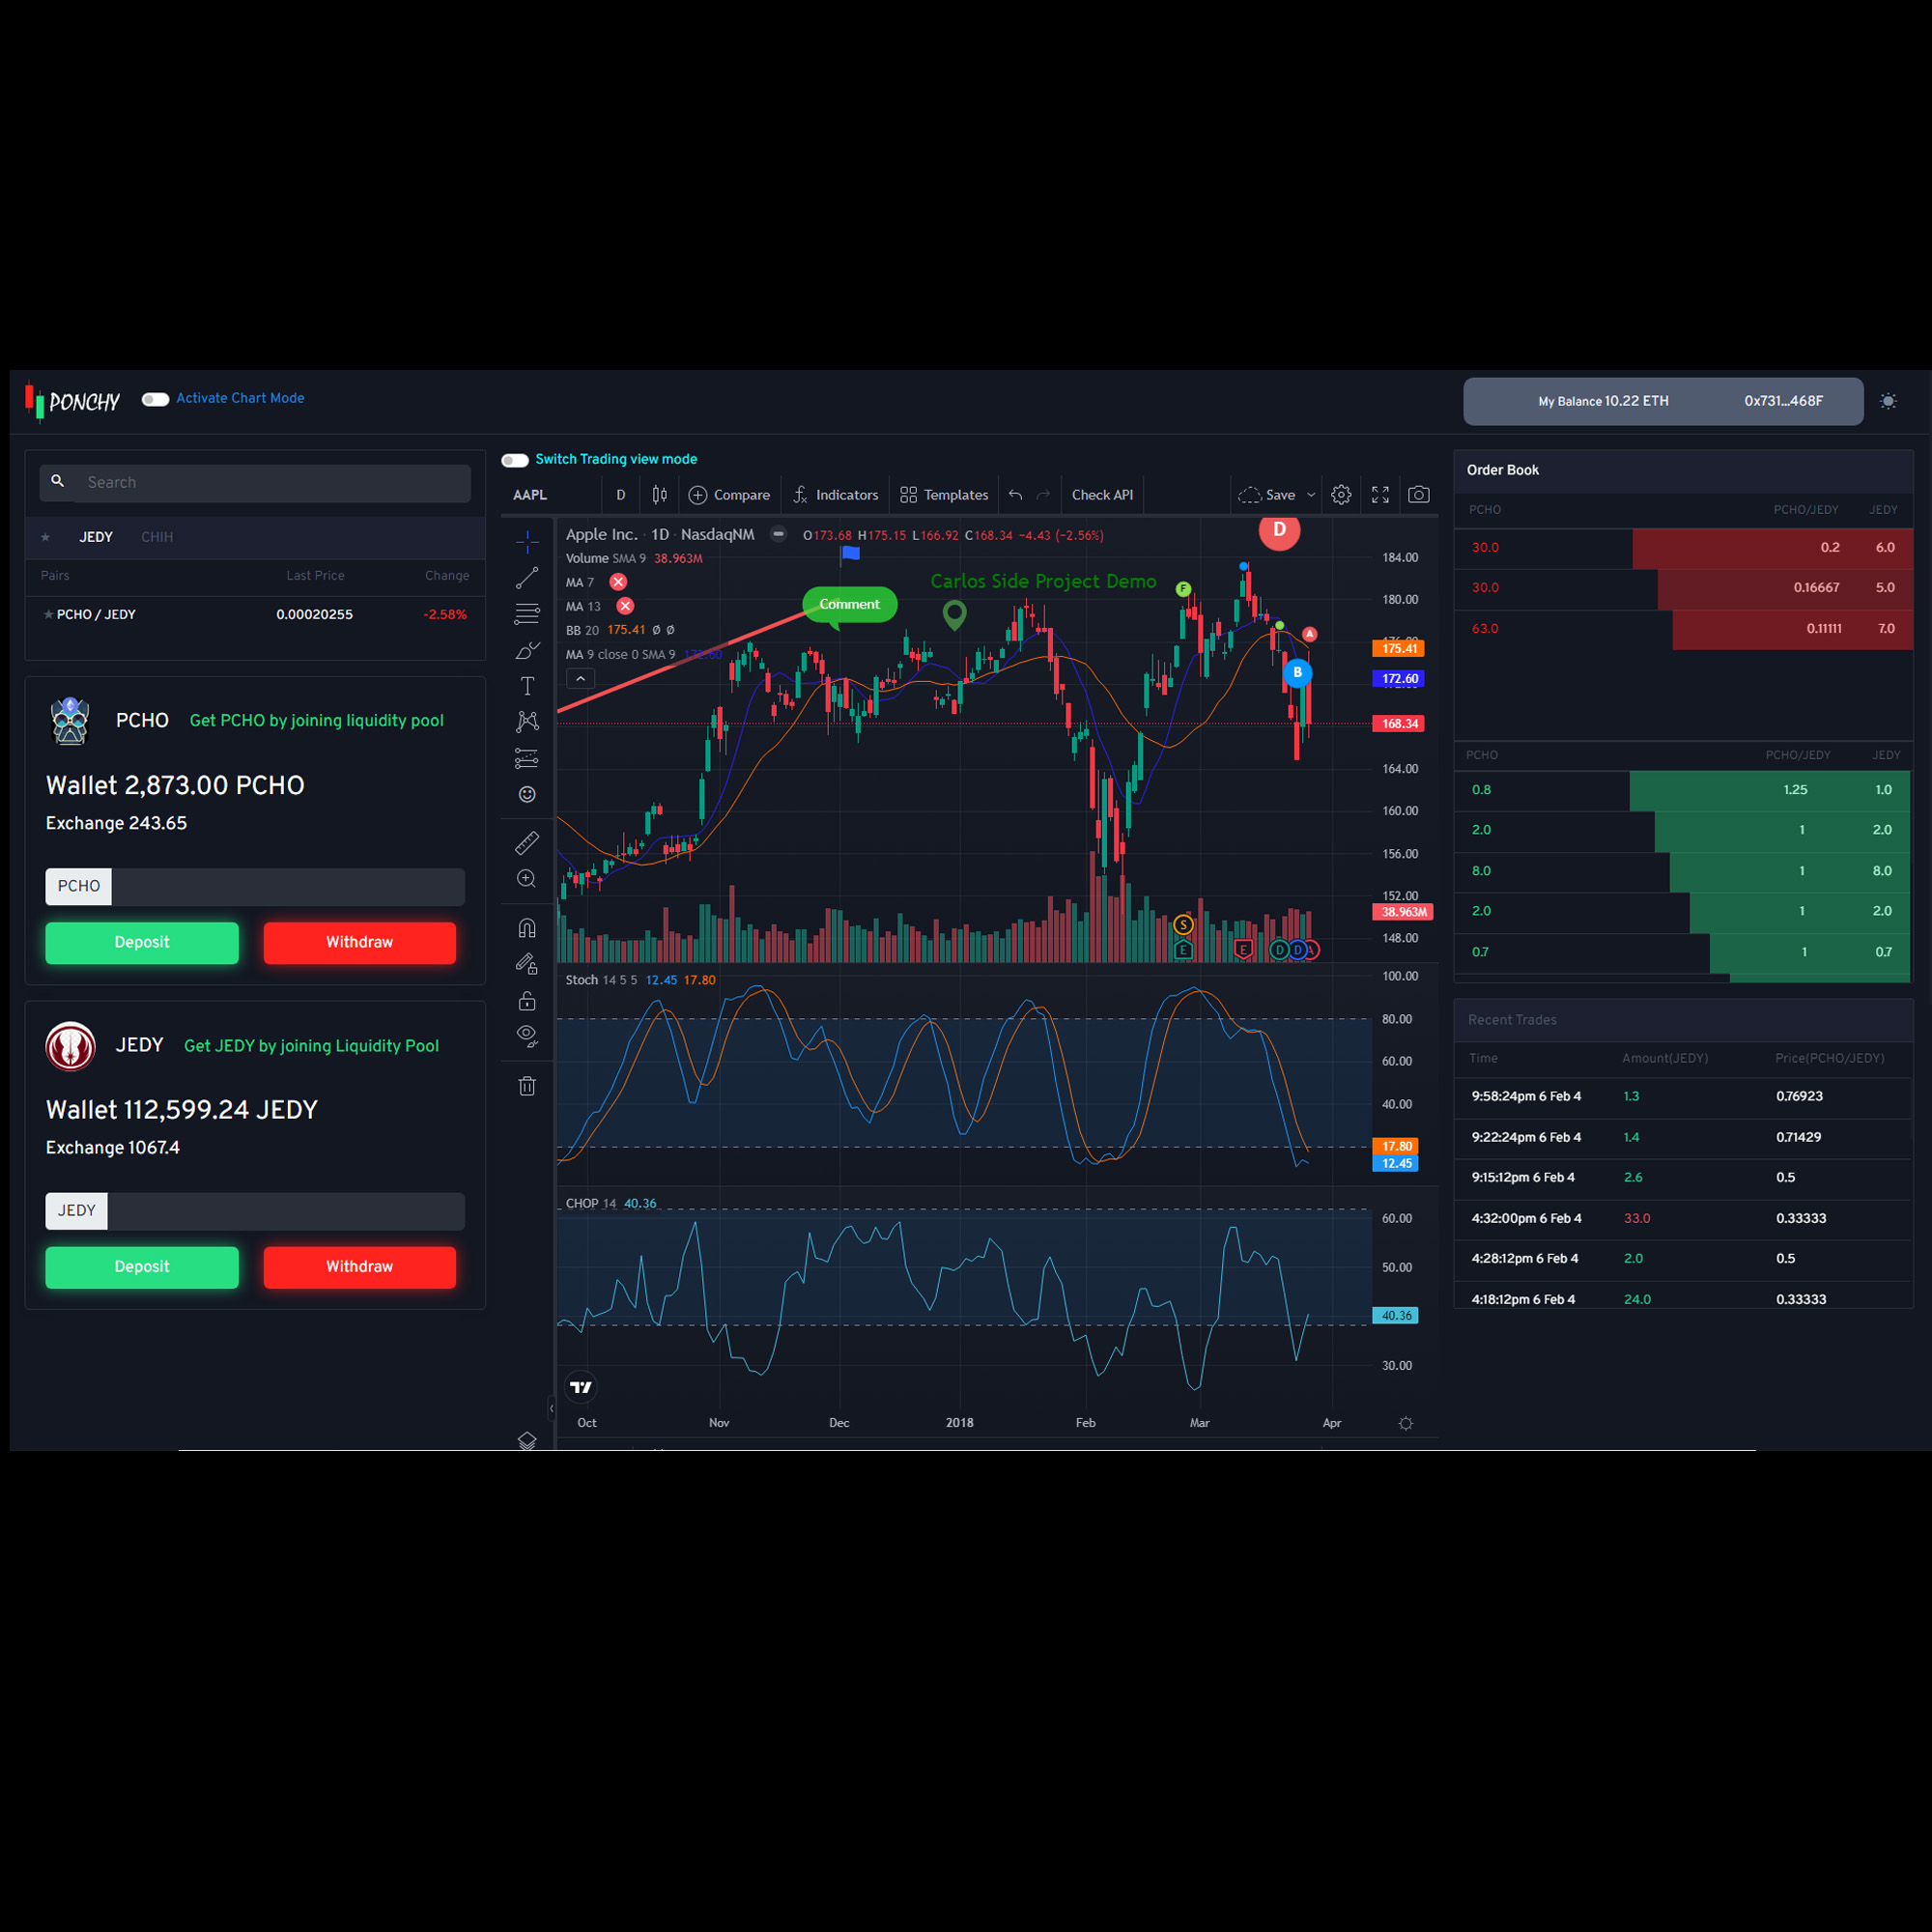 PONCHY
Activate Chart Mode
My Balance 10.22 ETH 0x731...468F
Search
JEDY CHIH
Pairs Last Price Change
PCHO / JEDY 0.00020255 -2.58%
PCHO Get PCHO by joining liquidity pool
Wallet 2,873.00 PCHO
Exchange 243.65
PCHO
Deposit Withdraw
JEDY Get JEDY by joining Liquidity Pool
Wallet 112,599.24 JEDY
Exchange 1067.4
JEDY
Deposit Withdraw
Switch Trading view mode
AAPL D Compare Indicators Templates Check API Save
Apple Inc. · 1D · NasdaqNM O173.68 H175.15 L166.92 C168.34 −4.43 (−2.56%)
Volume SMA 9 38.963M
MA 7
MA 13
BB 20 175.41 Ø Ø
MA 9 close 0 SMA 9 172.60
Comment
Carlos Side Project Demo
D
F
A
B
S
E E D D A
184.00
180.00
176.00
175.41
172.60
168.34
164.00
160.00
156.00
152.00
38.963M
148.00
Stoch 14 5 5 12.45 17.80
100.00
80.00
60.00
40.00
17.80
12.45
CHOP 14 40.36
60.00
50.00
40.36
30.00
Oct Nov Dec 2018 Feb Mar Apr
Order Book
PCHO PCHO/JEDY JEDY
30.0 0.2 6.0
30.0 0.16667 5.0
63.0 0.11111 7.0
PCHO PCHO/JEDY JEDY
0.8 1.25 1.0
2.0 1 2.0
8.0 1 8.0
2.0 1 2.0
0.7 1 0.7
Recent Trades
Time Amount(JEDY) Price(PCHO/JEDY)
9:58:24pm 6 Feb 4 1.3 0.76923
9:22:24pm 6 Feb 4 1.4 0.71429
9:15:12pm 6 Feb 4 2.6 0.5
4:32:00pm 6 Feb 4 33.0 0.33333
4:28:12pm 6 Feb 4 2.0 0.5
4:18:12pm 6 Feb 4 24.0 0.33333